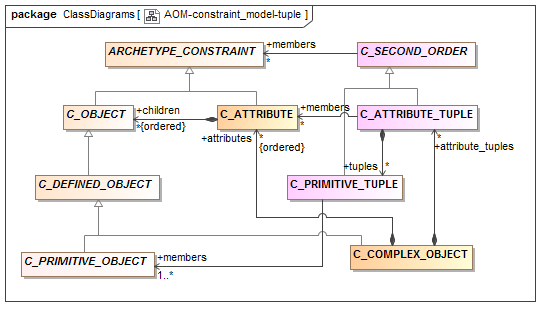 package ClassDiagrams [ AOM-constraint_model-tuple ]
ARCHETYPE_CONSTRAINT
+members
*
C_SECOND_ORDER
C_OBJECT
+children
*{ordered}
C_ATTRIBUTE
+members
*
C_ATTRIBUTE_TUPLE
+attributes
*
{ordered}
*
+attribute_tuples
+tuples
*
C_DEFINED_OBJECT
C_PRIMITIVE_TUPLE
C_PRIMITIVE_OBJECT
+members
1..*
C_COMPLEX_OBJECT